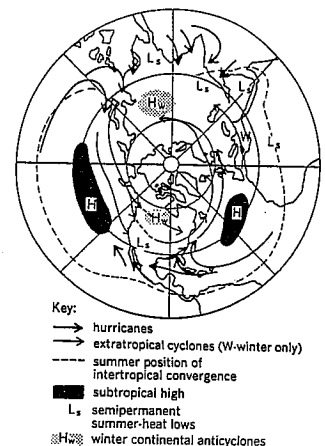 Ls
Ls
Ls
Ls
Hw
Ls
W
H
H
Hw
Ls
Key:
hurricanes
extratropical cyclones (W-winter only)
summer position of
intertropical convergence
subtropical high
Ls semipermanent
summer-heat lows
Hw winter continental anticyclones